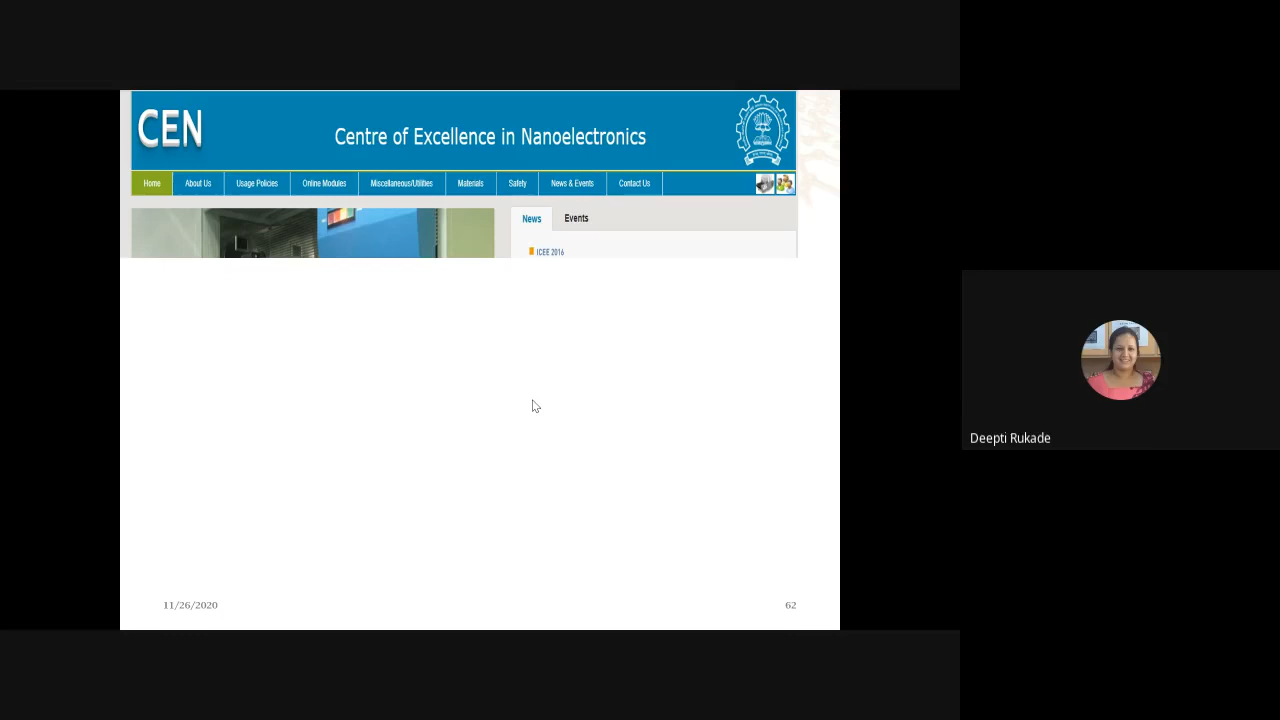 CEN
Centre of Excellence in Nanoelectronics
Home About Us Usage Policies Online Modules Miscellaneous/Utilities Materials Safety News & Events Contact Us
News Events
ICEE 2016
Deepti Rukade
11/26/2020 62